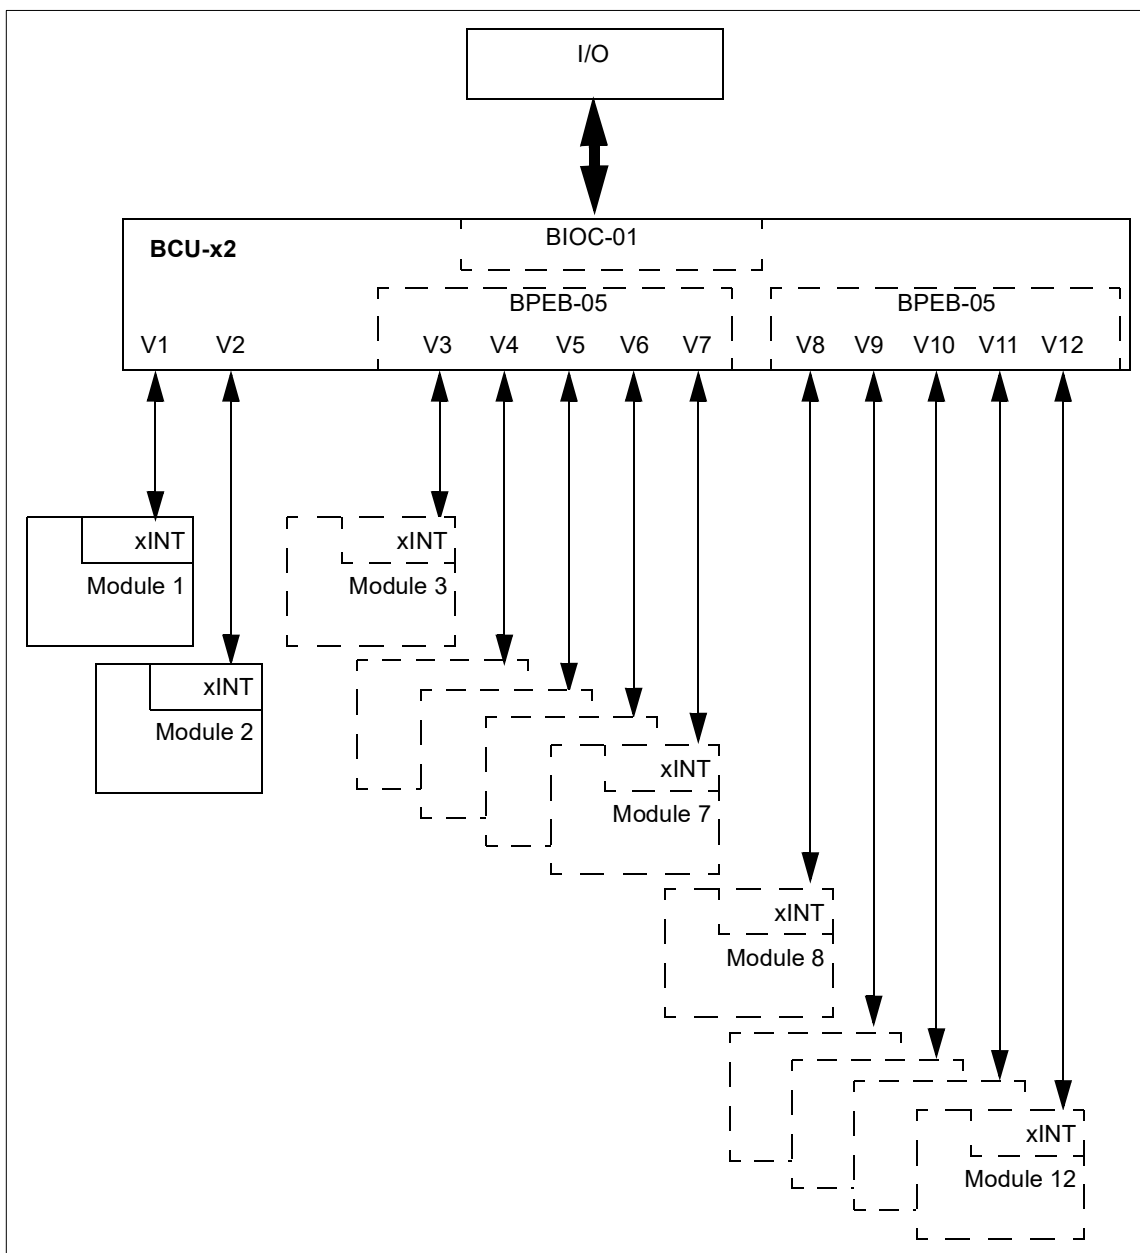 I/O
BIOC-01
BCU-x2
BPEB-05
BPEB-05
V1 V2 V3 V4 V5 V6 V7 V8 V9 V10 V11 V12
xINT
Module 1
xINT
Module 3
xINT
Module 2
xINT
Module 7
xINT
Module 8
xINT
Module 12